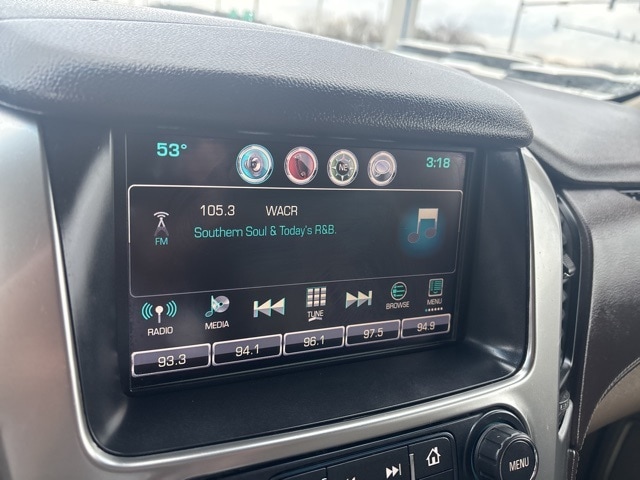 53° 3:18
NE
105.3 WACR
FM Southern Soul & Today's R&B.
RADIO MEDIA TUNE BROWSE MENU
93.3 94.1 96.1 97.5 94.9
MENU